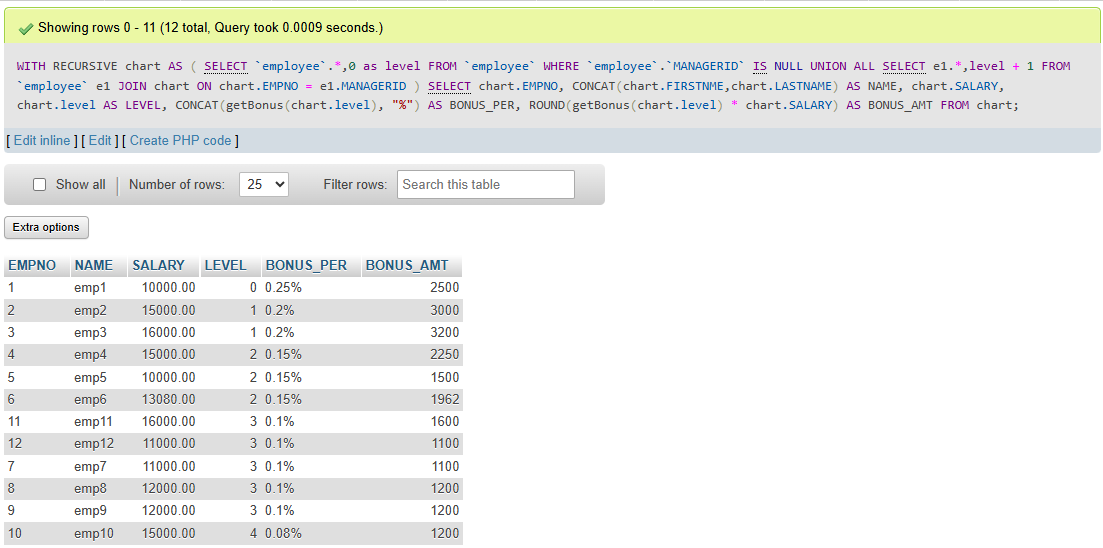 Showing rows 0 - 11 (12 total, Query took 0.0009 seconds.)
WITH RECURSIVE chart AS ( SELECT `employee`.*,0 as level FROM `employee` WHERE `employee`.`MANAGERID` IS NULL UNION ALL SELECT e1.*,level + 1 FROM
`employee` e1 JOIN chart ON chart.EMPNO = e1.MANAGERID ) SELECT chart.EMPNO, CONCAT(chart.FIRSTNME,chart.LASTNAME) AS NAME, chart.SALARY,
chart.level AS LEVEL, CONCAT(getBonus(chart.level), "%") AS BONUS_PER, ROUND(getBonus(chart.level) * chart.SALARY) AS BONUS_AMT FROM chart;
[ Edit inline ] [ Edit ] [ Create PHP code ]
Show all | Number of rows: 25 Filter rows: Search this table
Extra options
EMPNO NAME SALARY LEVEL BONUS_PER BONUS_AMT
1 emp1 10000.00 0 0.25% 2500
2 emp2 15000.00 1 0.2% 3000
3 emp3 16000.00 1 0.2% 3200
4 emp4 15000.00 2 0.15% 2250
5 emp5 10000.00 2 0.15% 1500
6 emp6 13080.00 2 0.15% 1962
11 emp11 16000.00 3 0.1% 1600
12 emp12 11000.00 3 0.1% 1100
7 emp7 11000.00 3 0.1% 1100
8 emp8 12000.00 3 0.1% 1200
9 emp9 12000.00 3 0.1% 1200
10 emp10 15000.00 4 0.08% 1200